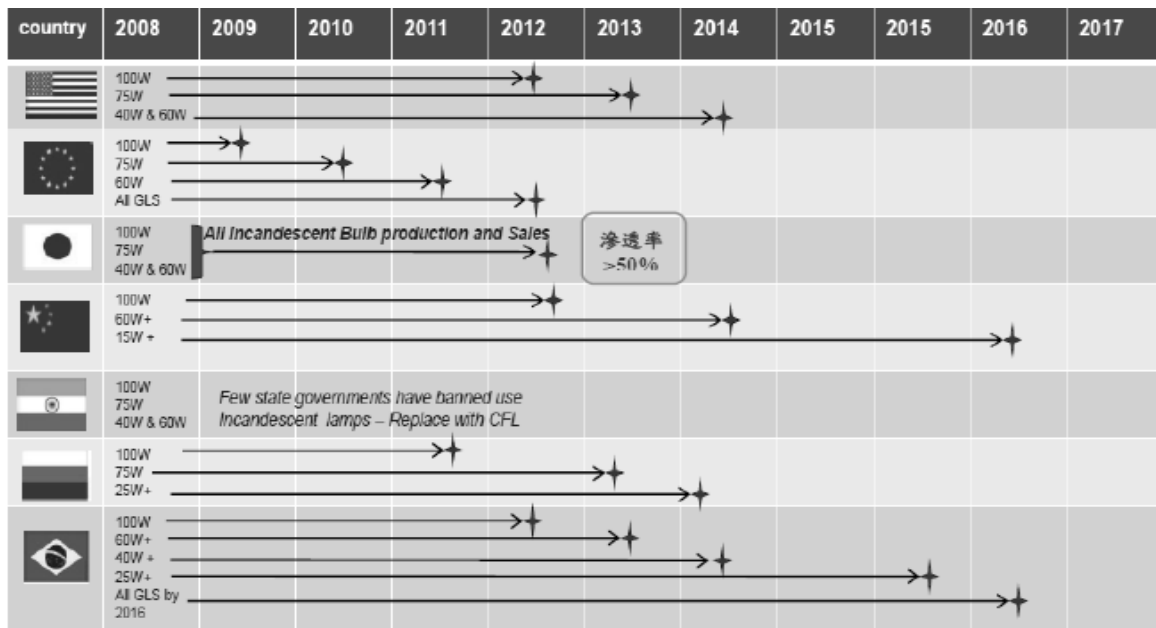 country 2008 2009 2010 2011 2012 2013 2014 2015 2015 2016 2017
100W
75W
40W & 60W
100W
75W
60W
All GLS
100W
75W
40W & 60W
All Incandescent Bulb production and Sales
滲透率
>50%
100W
60W+
15W +
100W
75W
40W & 60W
Few state governments have banned use
Incandescent lamps – Replace with CFL
100W
75W
25W+
100W
60W+
40W +
25W+
All GLS by
2016